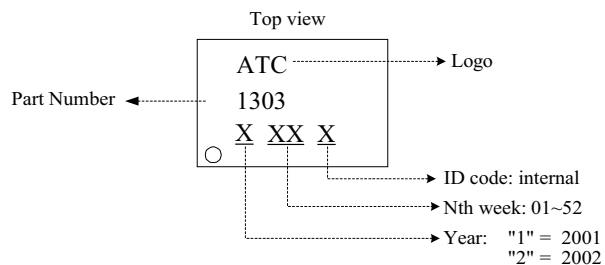 Top view
ATC
Logo
Part Number
1303
X XX X
ID code: internal
Nth week: 01~52
Year: "1" = 2001
"2" = 2002